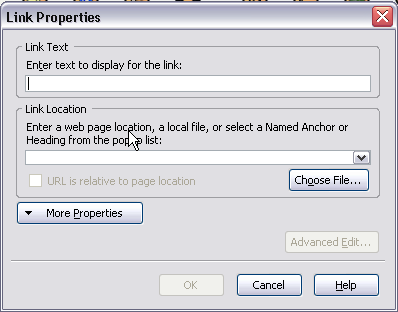 Link Properties
Link Text
Enter text to display for the link:
Link Location
Enter a web page location, a local file, or select a Named Anchor or
Heading from the popup list:
URL is relative to page location
Choose File...
More Properties
Advanced Edit...
OK
Cancel
Help